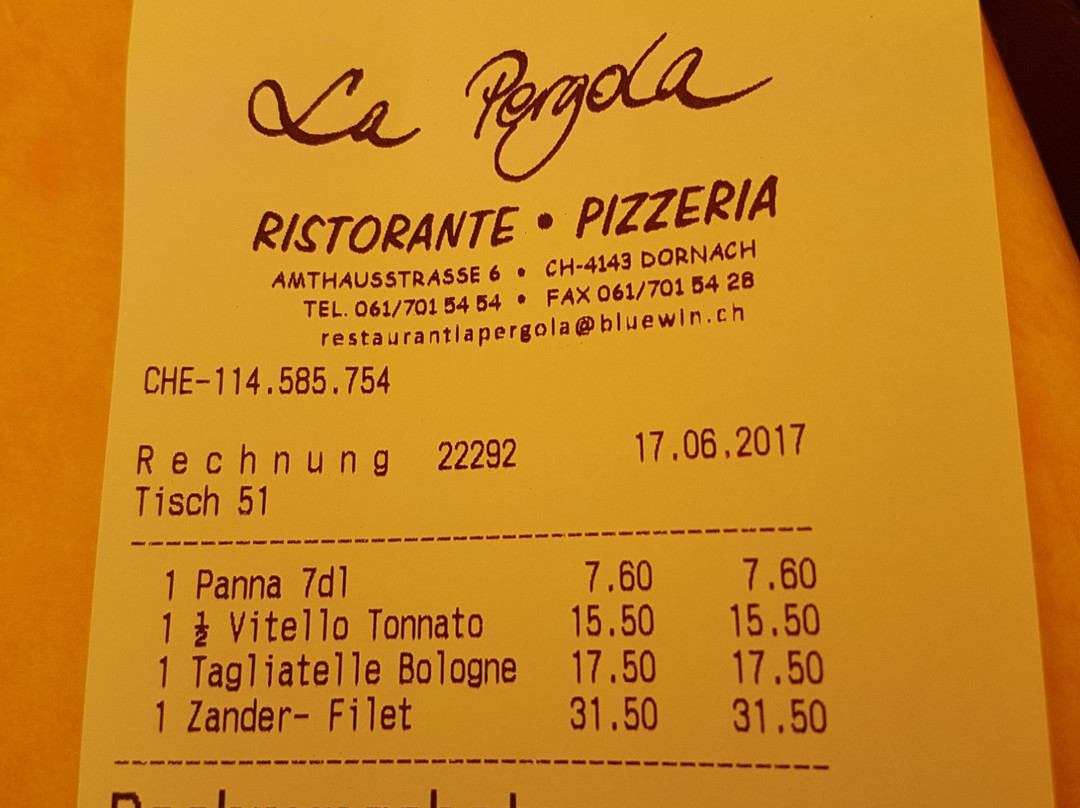 La Pergola
RISTORANTE • PIZZERIA
AMTHAUSSTRASSE 6 • CH-4143 DORNACH
TEL. 061/701 54 54 • FAX 061/701 54 28
restaurantlapergola@bluewin.ch
CHE-114.585.754
Rechnung 22292 17.06.2017
Tisch 51
1 Panna 7dl 7.60 7.60
1 ½ Vitello Tonnato 15.50 15.50
1 Tagliatelle Bologne 17.50 17.50
1 Zander- Filet 31.50 31.50